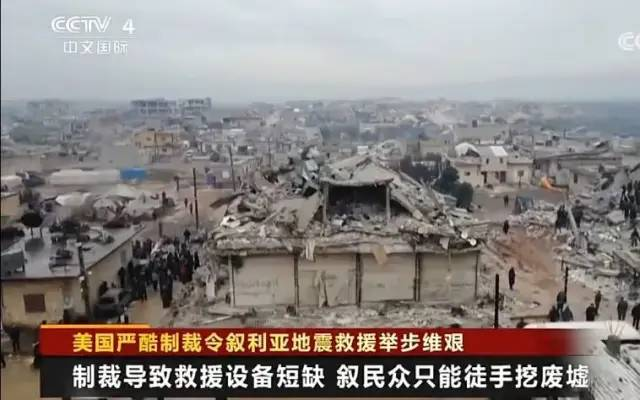 CCTV 4
中文国际
美国严酷制裁令叙利亚地震救援举步维艰
制裁导致救援设备短缺 叙民众只能徒手挖废墟